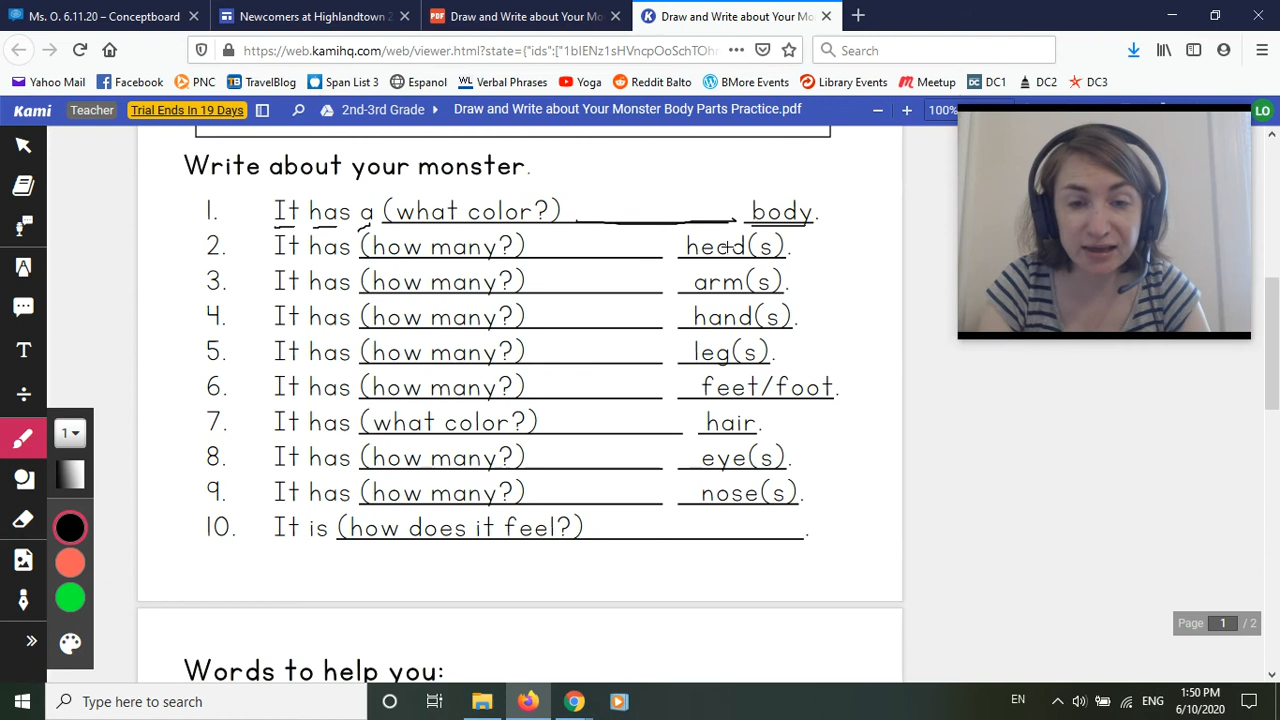 Ms. O. 6.11.20 - Conceptboard
Newcomers at Highlandtown 2
Draw and Write about Your Mo
Draw and Write about Your Mo
https://web.kamihq.com/web/viewer.html?state={"ids":["1bIENz1sHVncpOoSchTOhr
Search
Yahoo Mail
Facebook
PNC
TravelBlog
Span List 3
Espanol
Verbal Phrases
Yoga
Reddit Balto
BMore Events
Library Events
Meetup
DC1
DC2
DC3
Kami
Teacher
Trial Ends In 19 Days
2nd-3rd Grade
Draw and Write about Your Monster Body Parts Practice.pdf
100%
LO
Write about your monster.
1. It has a (what color?) body.
2. It has (how many?) head(s).
3. It has (how many?) arm(s).
4. It has (how many?) hand(s).
5. It has (how many?) leg(s).
6. It has (how many?) feet/foot.
7. It has (what color?) hair.
8. It has (how many?) eye(s).
9. It has (how many?) nose(s).
10. It is (how does it feel?) .
1
Page 1 / 2
Words to help you:
Type here to search
EN
ENG
1:50 PM
6/10/2020